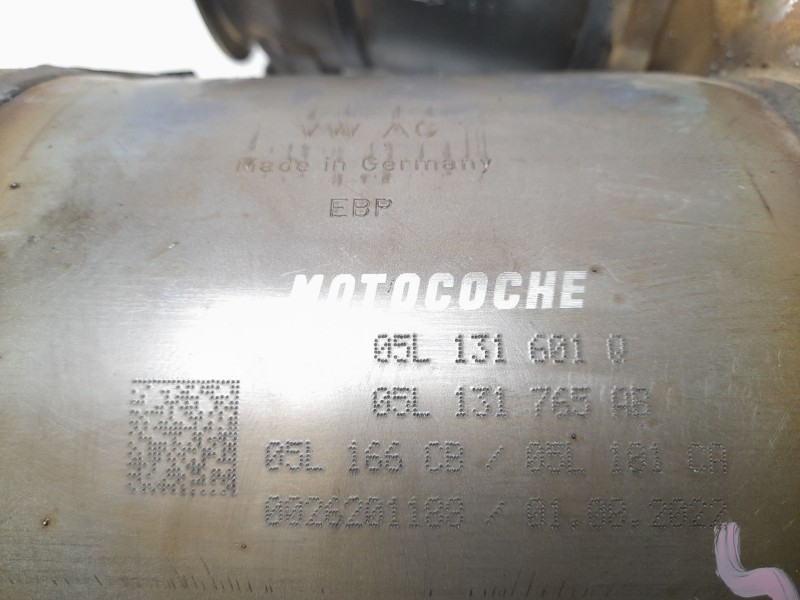 VW AG
Made in Germany
EBP
MOTOCOCHE
05L 131 601 Q
05L 131 765 AB
05L 166 CB / 05L 181 CA
0026201188 / 01.08.2022